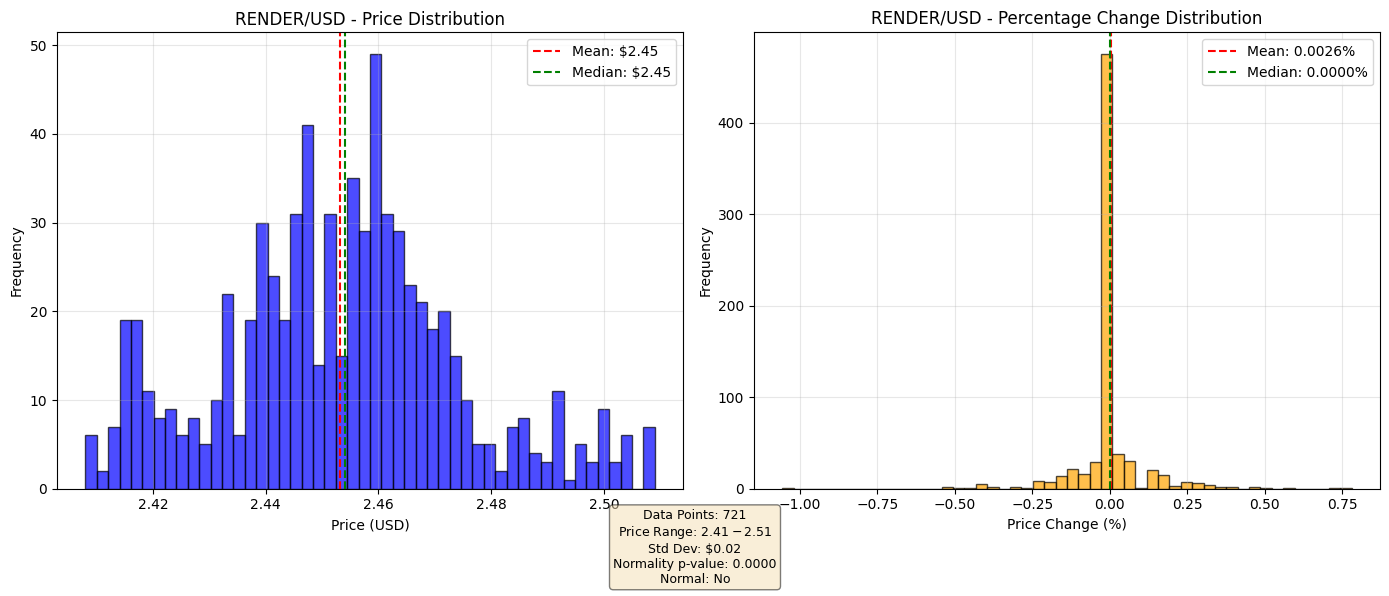 RENDER/USD - Price Distribution
Mean: $2.45
Median: $2.45
50
40
30
20
10
0
Frequency
2.42
2.44
2.46
2.48
2.50
Price (USD)
RENDER/USD - Percentage Change Distribution
Mean: 0.0026%
Median: 0.0000%
400
300
200
100
0
Frequency
−1.00
−0.75
−0.50
−0.25
0.00
0.25
0.50
0.75
Price Change (%)
Data Points: 721
Price Range: 2.41 − 2.51
Std Dev: $0.02
Normality p-value: 0.0000
Normal: No